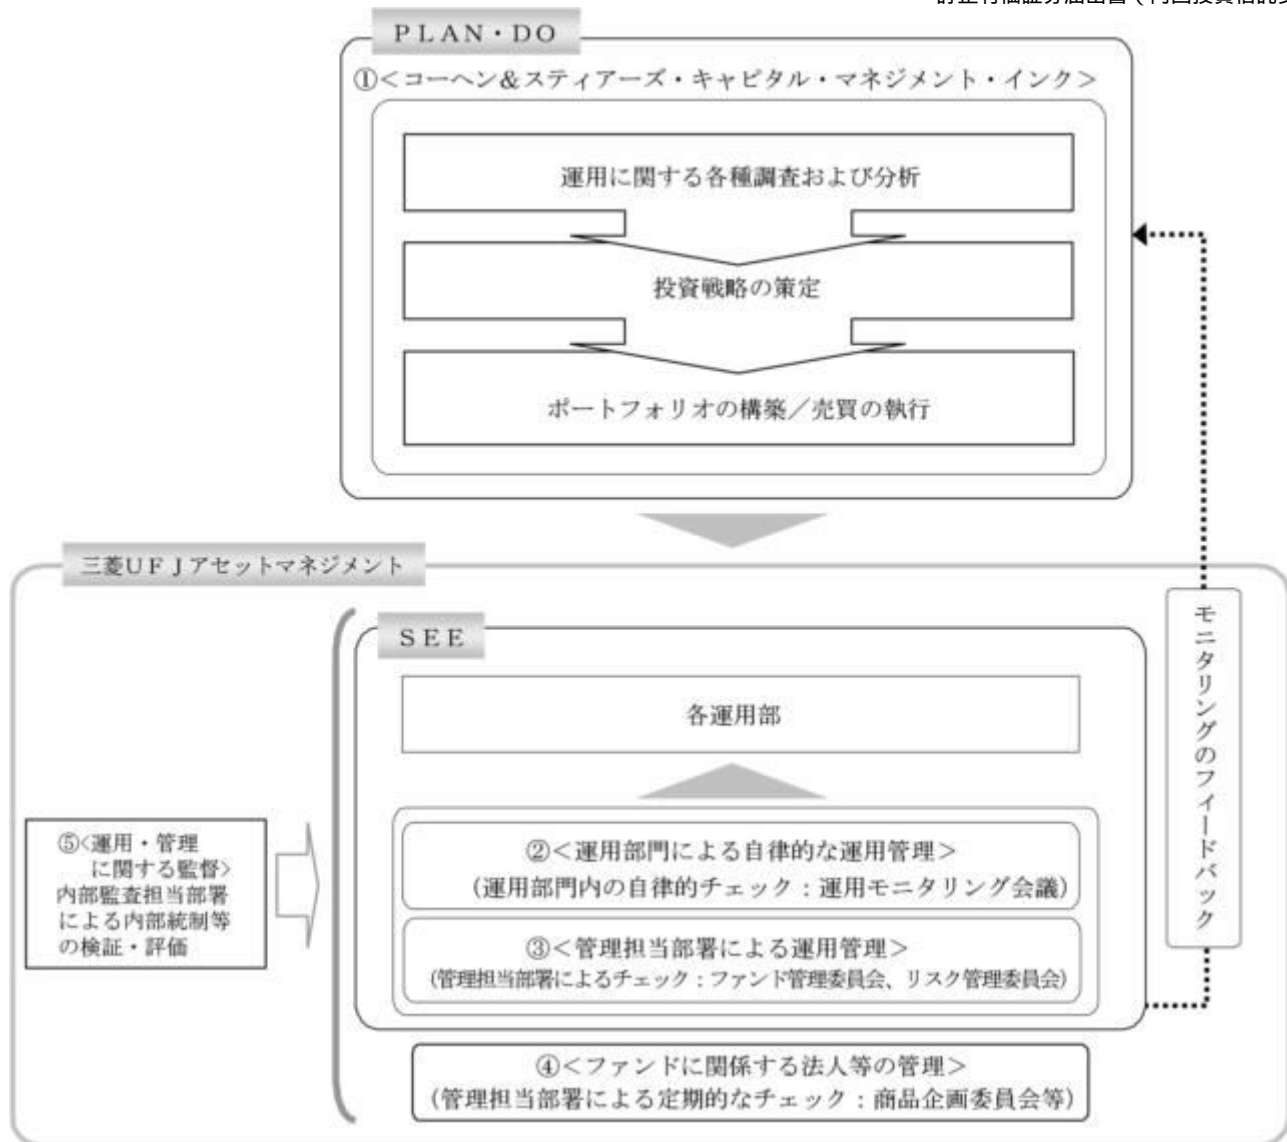 PLAN・DO
①<コーヘン&スティアーズ・キャピタル・マネジメント・インク>
運用に関する各種調査および分析
投資戦略の策定
ポートフォリオの構築/売買の執行
三菱UFJアセットマネジメント
SEE
各運用部
②<運用部門による自律的な運用管理>
(運用部門内の自律的チェック:運用モニタリング会議)
③<管理担当部署による運用管理>
(管理担当部署によるチェック:ファンド管理委員会、リスク管理委員会)
④<ファンドに関係する法人等の管理>
(管理担当部署による定期的なチェック:商品企画委員会等)
⑤<運用・管理
に関する監督>
内部監査担当部署
による内部統制等
の検証・評価
モニタリングのフィードバック